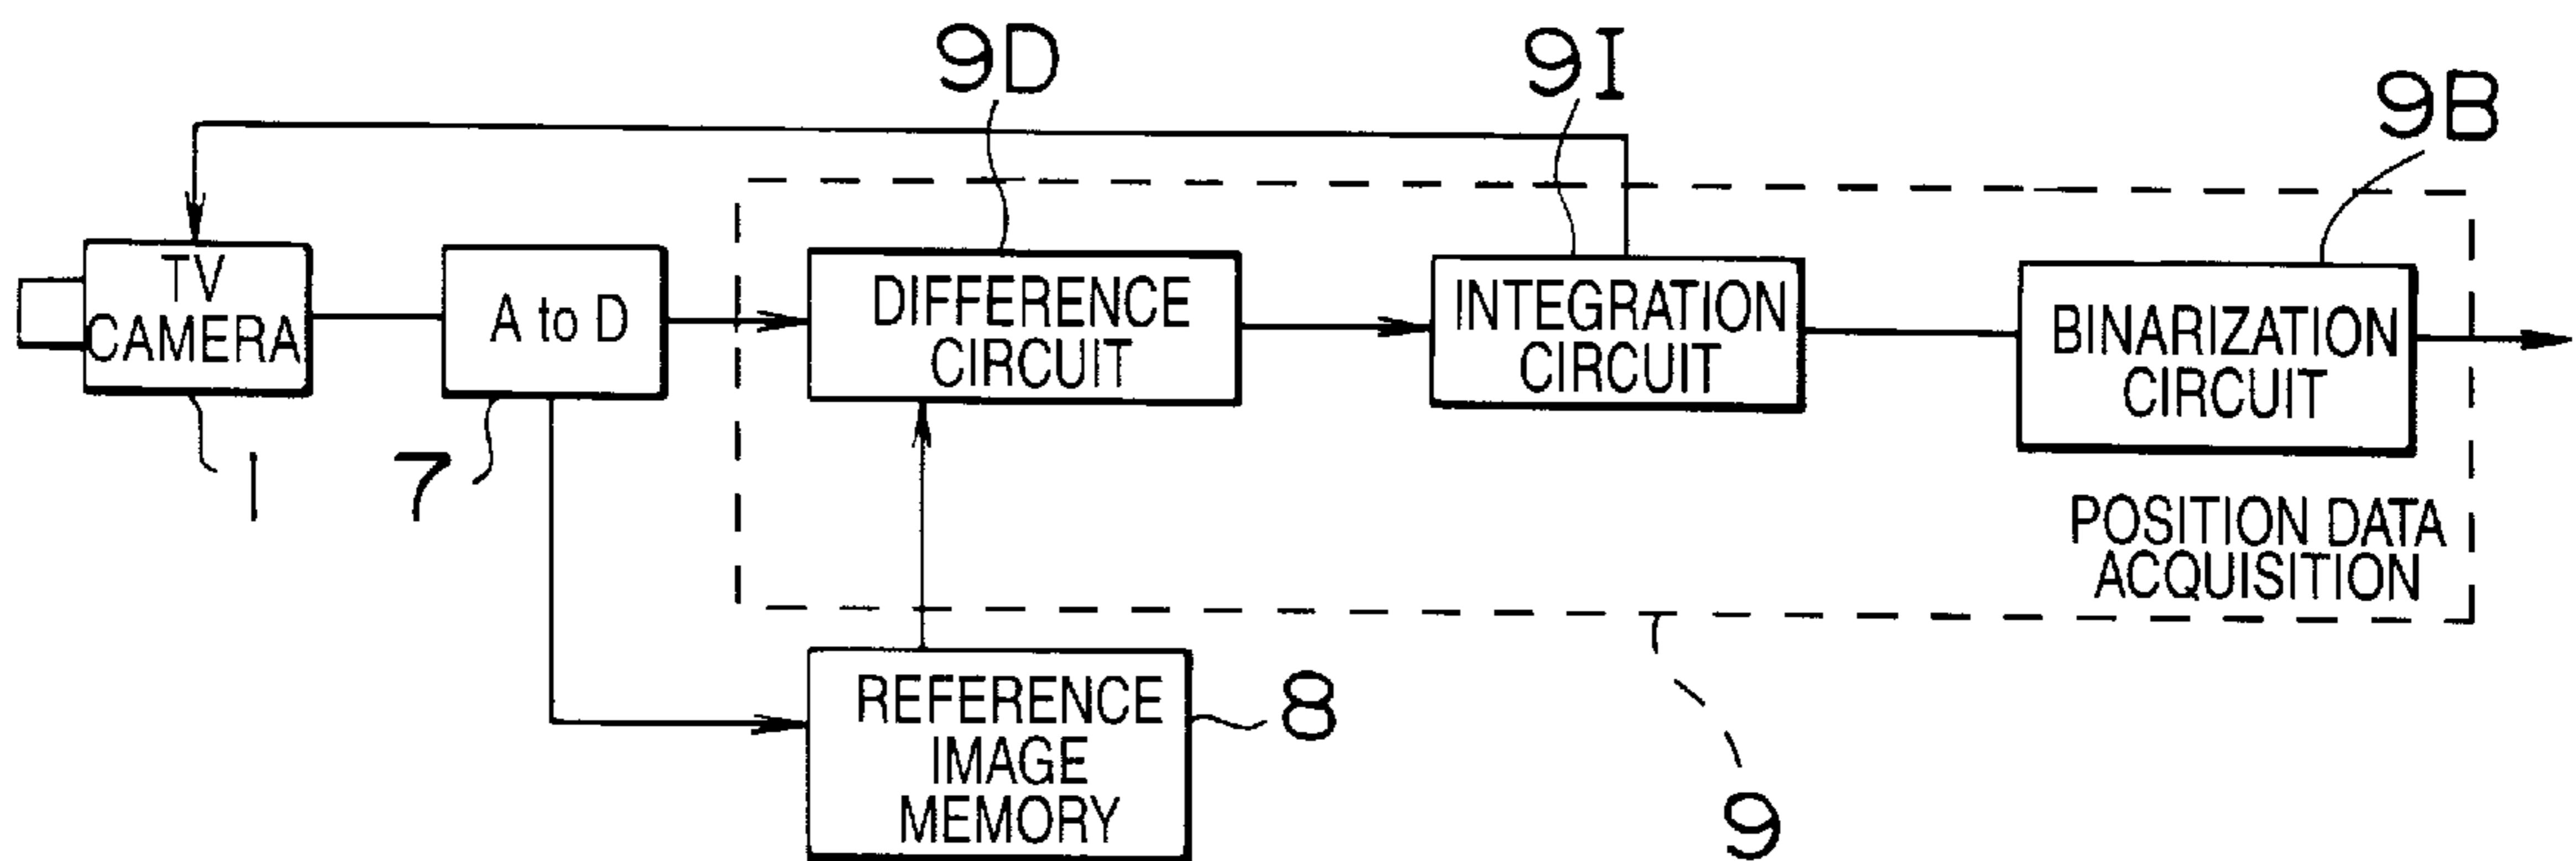 9D
9I
9B
TV
CAMERA
A to D
DIFFERENCE
CIRCUIT
INTEGRATION
CIRCUIT
BINARIZATION
CIRCUIT
1
7
POSITION DATA
ACQUISITION
REFERENCE
IMAGE
MEMORY
8
9